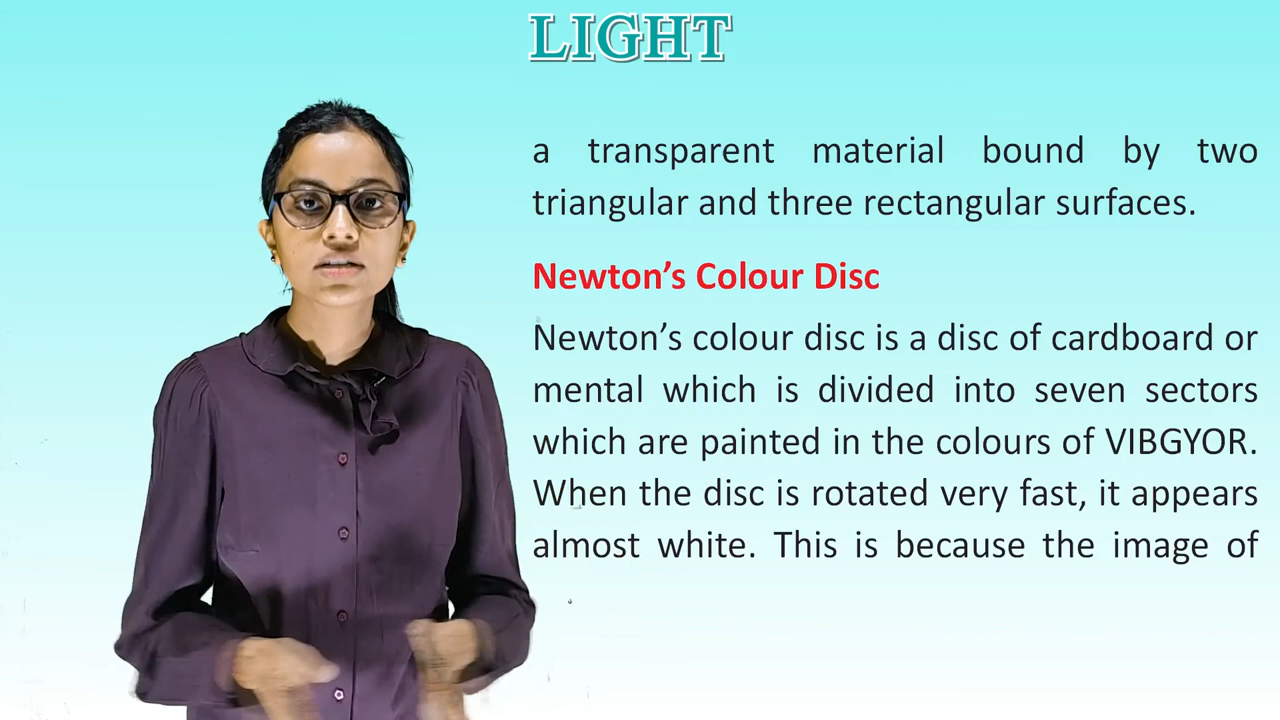 LIGHT
a transparent material bound by two
triangular and three rectangular surfaces.
Newton’s Colour Disc
Newton’s colour disc is a disc of cardboard or
mental which is divided into seven sectors
which are painted in the colours of VIBGYOR.
When the disc is rotated very fast, it appears
almost white. This is because the image of